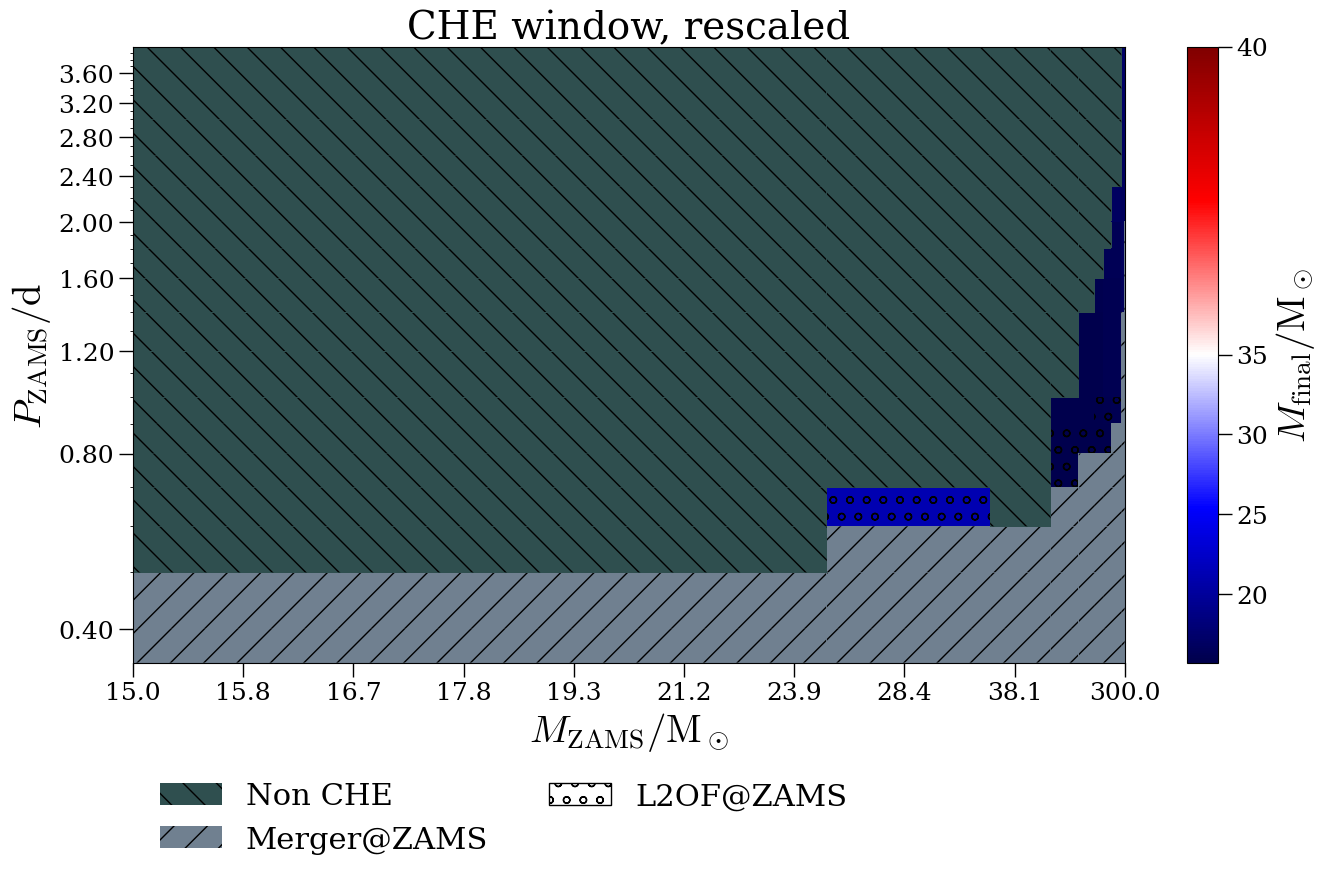 CHE window, rescaled
3.60
3.20
2.80
2.40
2.00
1.60
1.20
0.80
0.40
P_ZAMS/d
15.0 15.8 16.7 17.8 19.3 21.2 23.9 28.4 38.1 300.0
M_ZAMS/M_⊙
40
35
30
25
20
M_final/M_⊙
Non CHE
Merger@ZAMS
L2OF@ZAMS